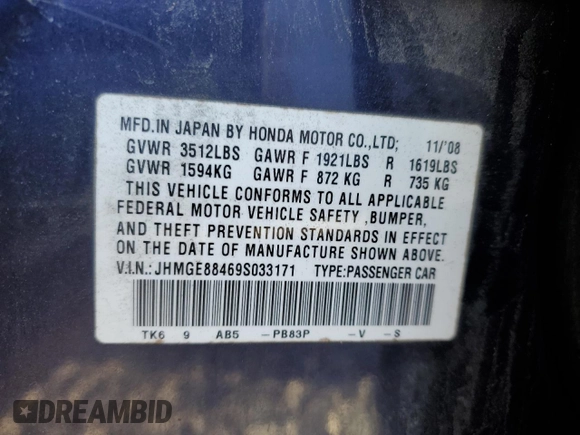 MFD.IN JAPAN BY HONDA MOTOR CO.,LTD; 11/'08
GVWR 3512LBS GAWR F 1921LBS R 1619LBS
GVWR 1594KG GAWR F 872 KG R 735 KG
THIS VEHICLE CONFORMS TO ALL APPLICABLE
FEDERAL MOTOR VEHICLE SAFETY ,BUMPER,
AND THEFT PREVENTION STANDARDS IN EFFECT
ON THE DATE OF MANUFACTURE SHOWN ABOVE.
V.I.N.: JHMGE88469S033171 TYPE:PASSENGER CAR
TK6 9 AB5 -PB83P -V -S
DREAMBID